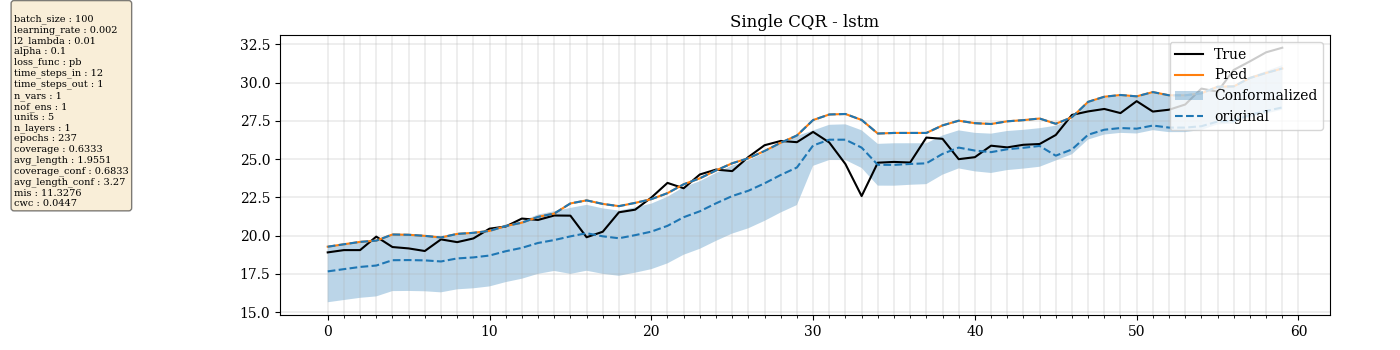 batch_size : 100
learning_rate : 0.002
l2_lambda : 0.01
alpha : 0.1
loss_func : pb
time_steps_in : 12
time_steps_out : 1
n_vars : 1
nof_ens : 1
units : 5
n_layers : 1
epochs : 237
coverage : 0.6333
avg_length : 1.9551
coverage_conf : 0.6833
avg_length_conf : 3.27
mis : 11.3276
cwc : 0.0447
Single CQR - lstm
32.5
30.0
27.5
25.0
22.5
20.0
17.5
15.0
True
Pred
Conformalized
original
0 10 20 30 40 50 60